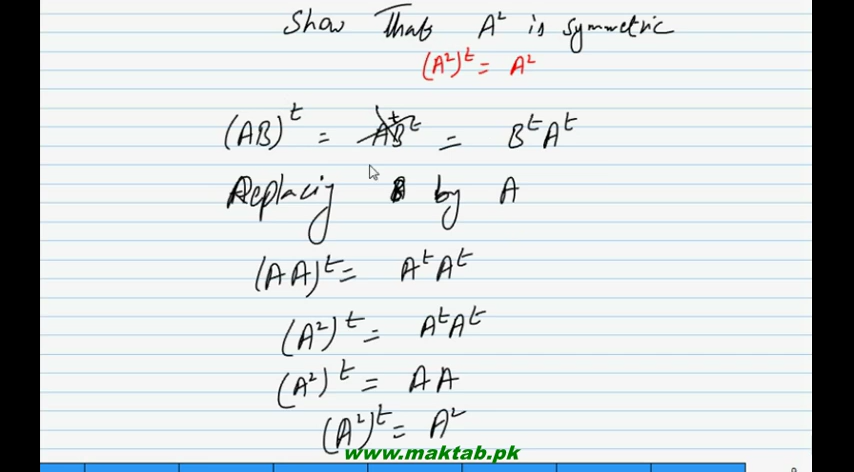 Show That A² is symmetric
(A²)ᵗ = A²
(AB)ᵗ = AᵗBᵗ = BᵗAᵗ
Replacing B by A
(AA)ᵗ = AᵗAᵗ
(A²)ᵗ = AᵗAᵗ
(A²)ᵗ = AA
(A²)ᵗ = A²
www.maktab.pk